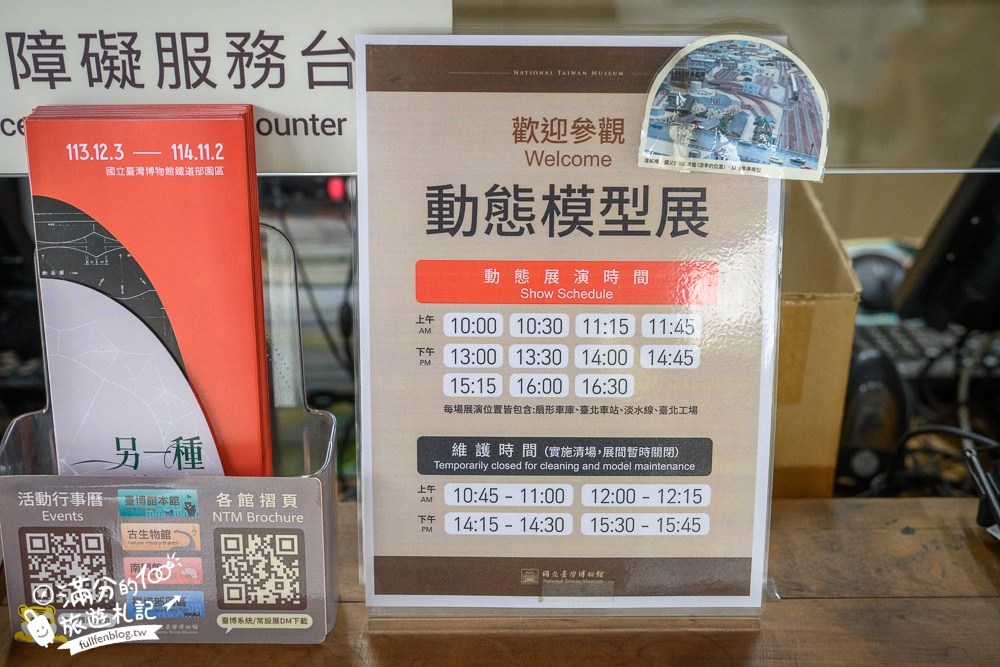 障礙服務台
ounter
113.12.3 — 114.11.2
國立臺灣博物館鐵道部園區
另一種
活動行事曆
Events
臺博館本館
古生物館
Natural History Branch
各館摺頁
NTM Brochure
臺博系統/常設展DM下載
滿分的
旅遊札記
fullfenblog.tw
NATIONAL TAIWAN MUSEUM
歡迎參觀
Welcome
動態模型展
動態展演時間
Show Schedule
上午 AM 10:00 10:30 11:15 11:45
下午 PM 13:00 13:30 14:00 14:45
15:15 16:00 16:30
每場展演位置皆包含:扇形車庫、臺北車站、淡水線、臺北工場
維護時間(實施清場,展間暫時關閉)
Temporarily closed for cleaning and model maintenance
上午 AM 10:45 - 11:00 12:00 - 12:15
下午 PM 14:15 - 14:30 15:30 - 15:45
國立臺灣博物館
National Taiwan Museum